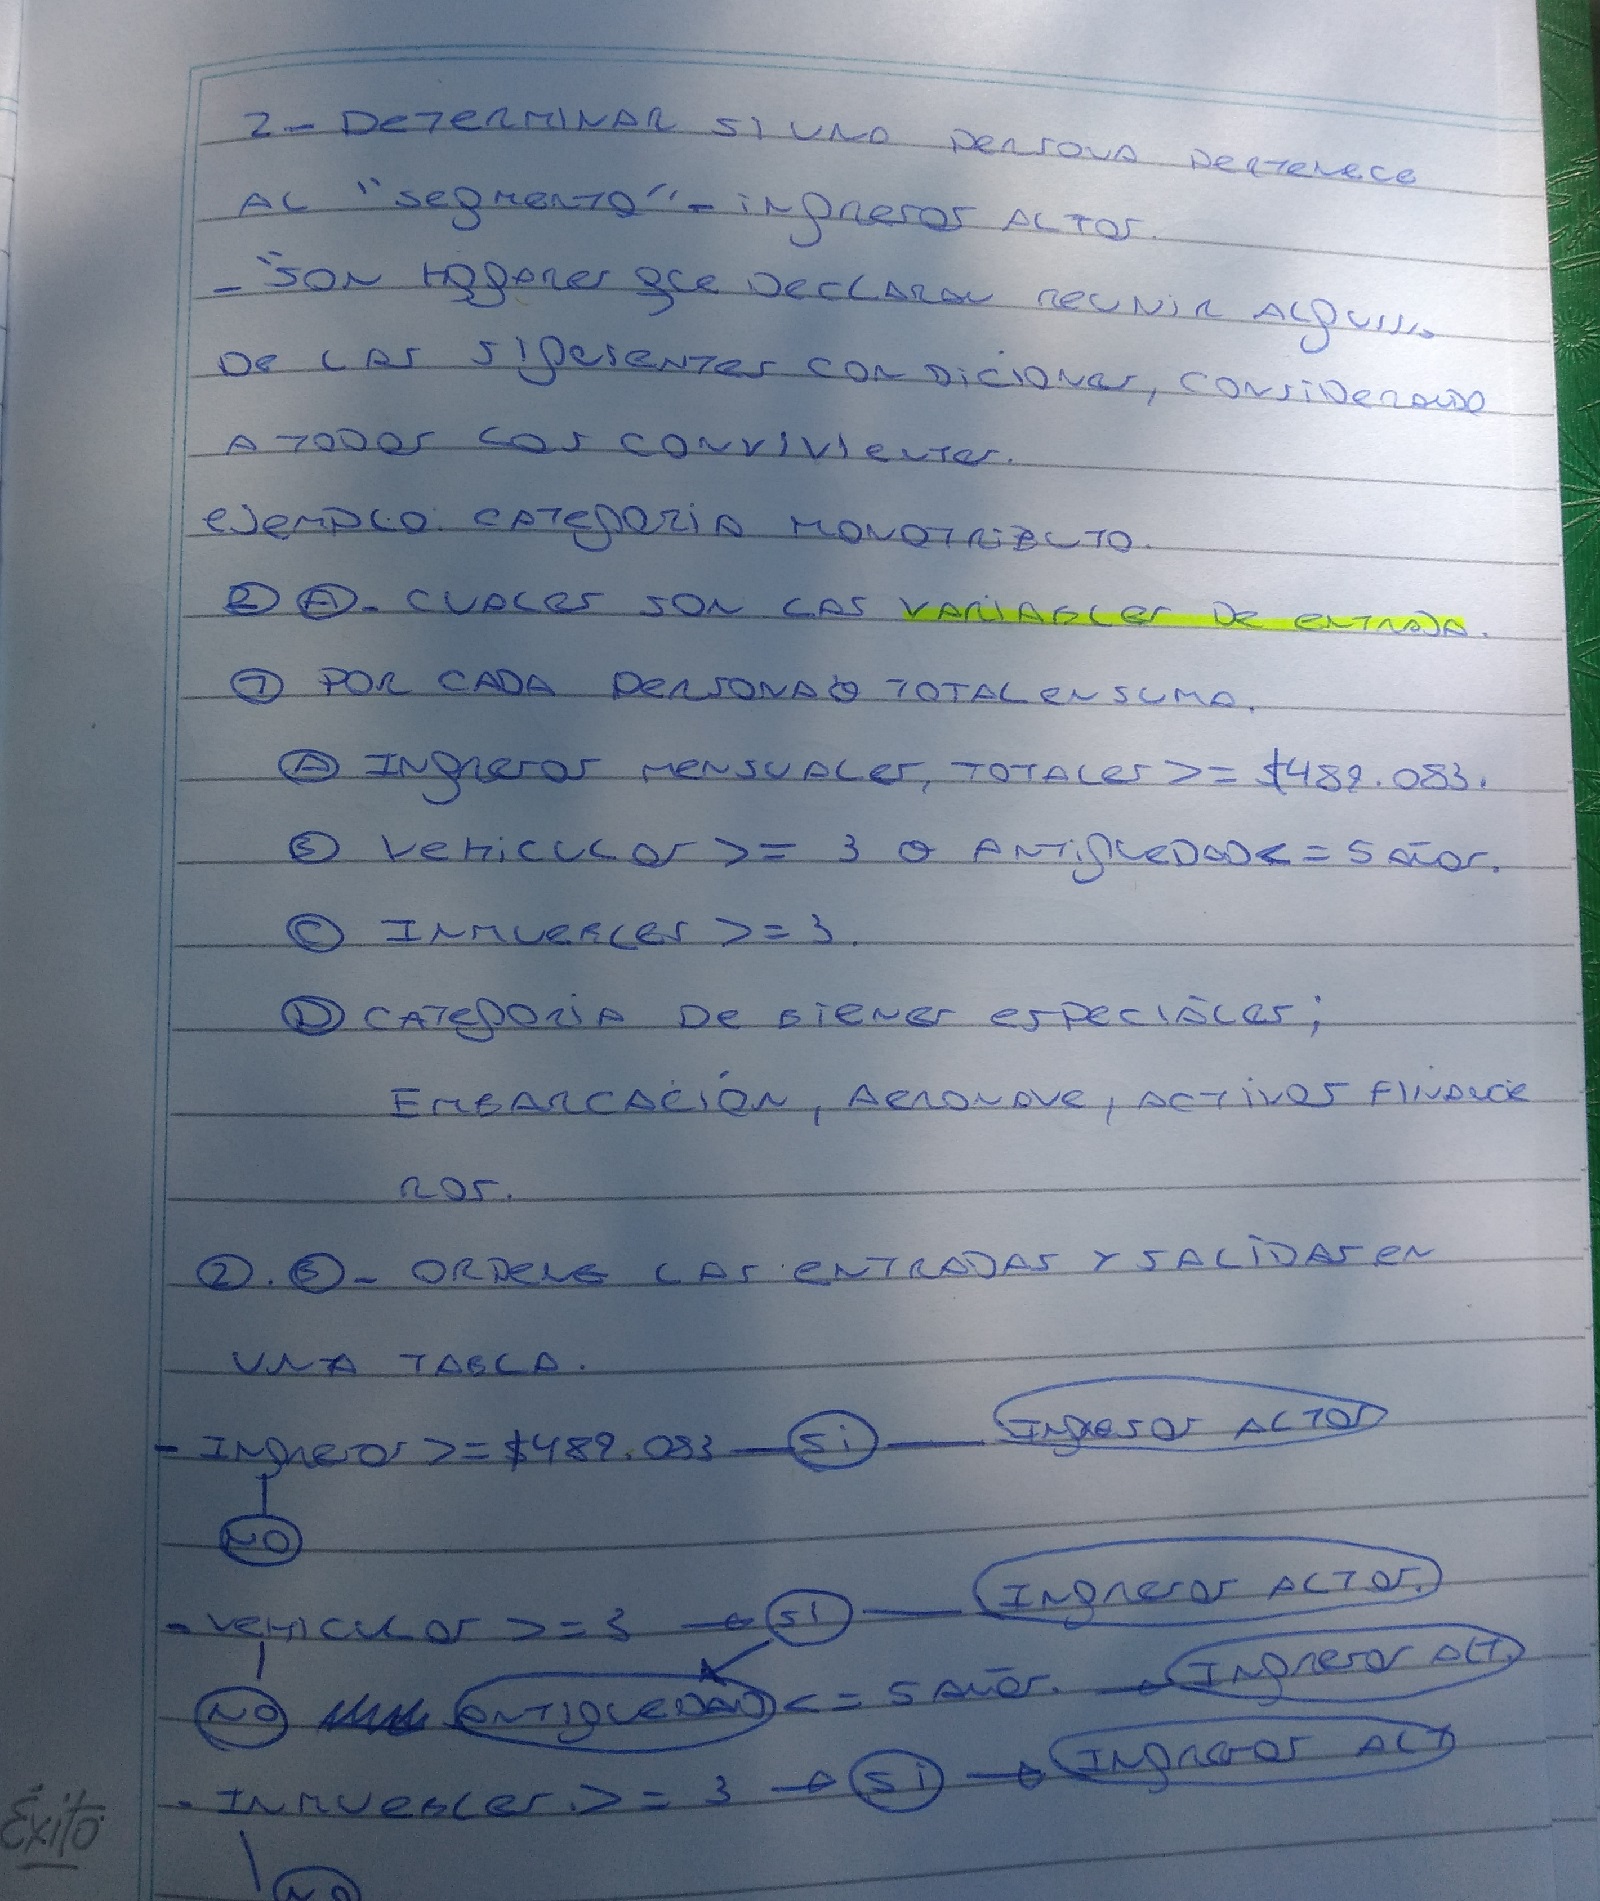 2- DETERMINAR SI UNA PERSONA PERTENECE
AL "SEGMENTO" - INGRESOS ALTOS.
- "SON HOGARES QUE DECLARAN REUNIR ALGUNA
DE LAS SIGUIENTES CONDICIONES, CONSIDERANDO
A TODOS LOS CONVIVIENTES.
EJEMPLO: CATEGORIA MONOTRIBUTO.
2 A- CUALES SON LAS VARIABLES DE ENTRADA.
1 POR CADA PERSONA O TOTAL EN SUMA.
A INGRESOS MENSUALES, TOTALES >= $489.083.
B VEHICULOS >= 3 O ANTIGUEDAD <= 5 AÑOS.
C INMUEBLES >= 3.
D CATEGORIA DE BIENES ESPECIALES;
EMBARCACIÓN, AERONAVE, ACTIVOS FINANCIE
ROS.
2. B- ORDENE LAS ENTRADAS Y SALIDAS EN
UNA TABLA.
- INGRESOS >= $489.083 — SI — INGRESOS ALTOS
NO
- VEHICULOS >= 3 → SI — INGRESOS ALTOS.
NO ANTIGUEDAD <= 5 AÑOS. → INGRESOS ALT.
- INMUEBLES. >= 3 → SI → INGRESOS ALT
Éxito
NO